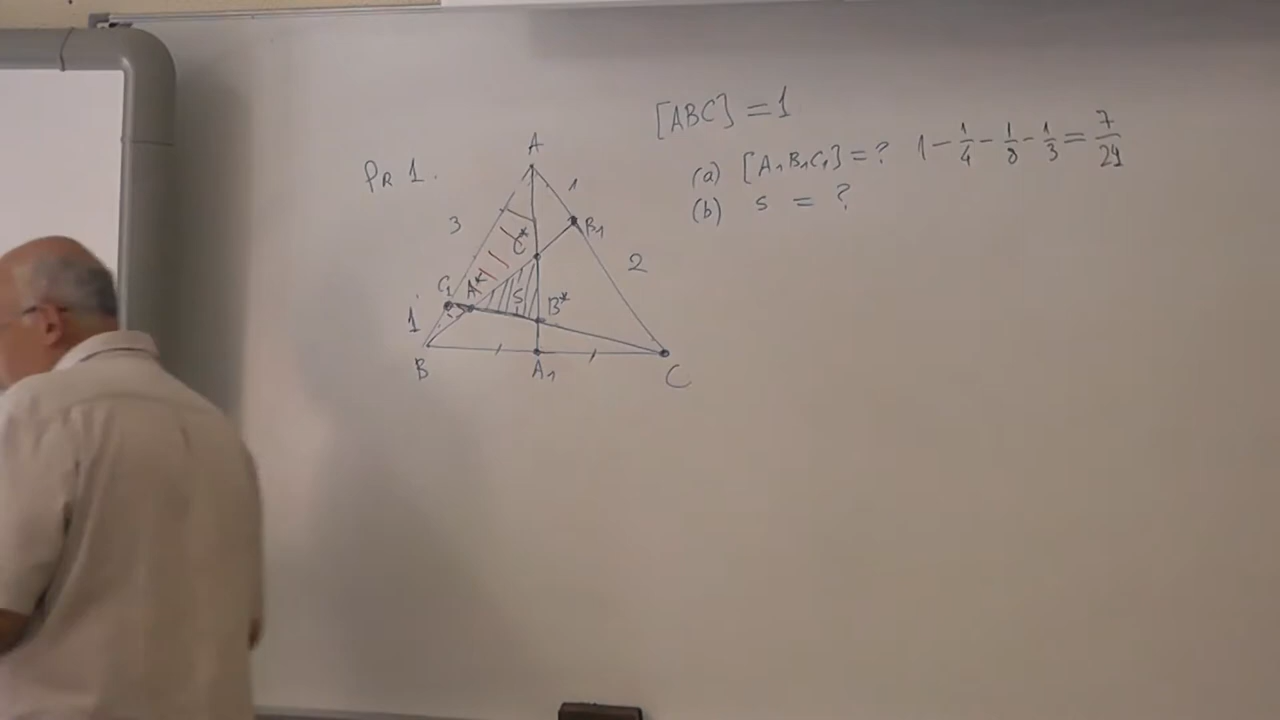 [ABC] = 1
PR 1.
(a) [A₁B₁C₁] = ? 1 - 1/4 - 1/8 - 1/3 = 7/24
(b) S = ?
A
1
3
B₁
C*
2
C₁
A*
S
B*
1
B
A₁
C